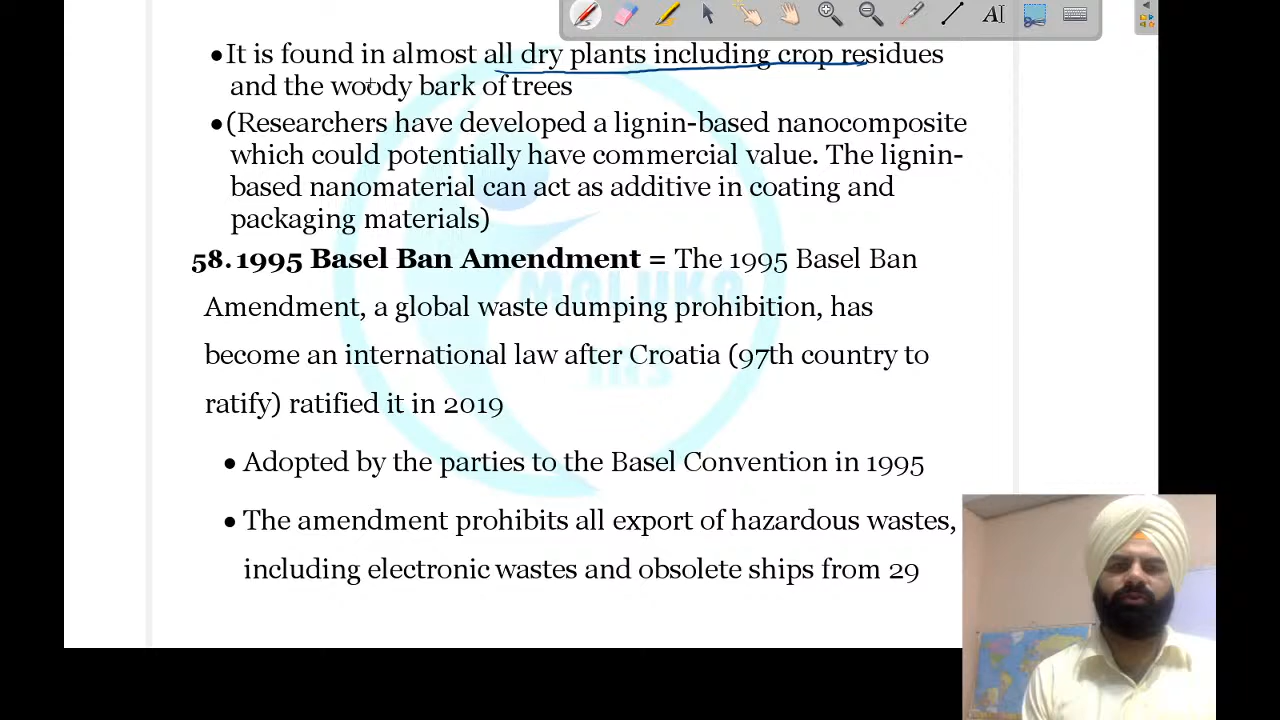 AI
•It is found in almost all dry plants including crop residues
and the woody bark of trees
•(Researchers have developed a lignin-based nanocomposite
which could potentially have commercial value. The lignin-
based nanomaterial can act as additive in coating and
packaging materials)
58. 1995 Basel Ban Amendment = The 1995 Basel Ban
Amendment, a global waste dumping prohibition, has
become an international law after Croatia (97th country to
ratify) ratified it in 2019
• Adopted by the parties to the Basel Convention in 1995
• The amendment prohibits all export of hazardous wastes,
including electronic wastes and obsolete ships from 29